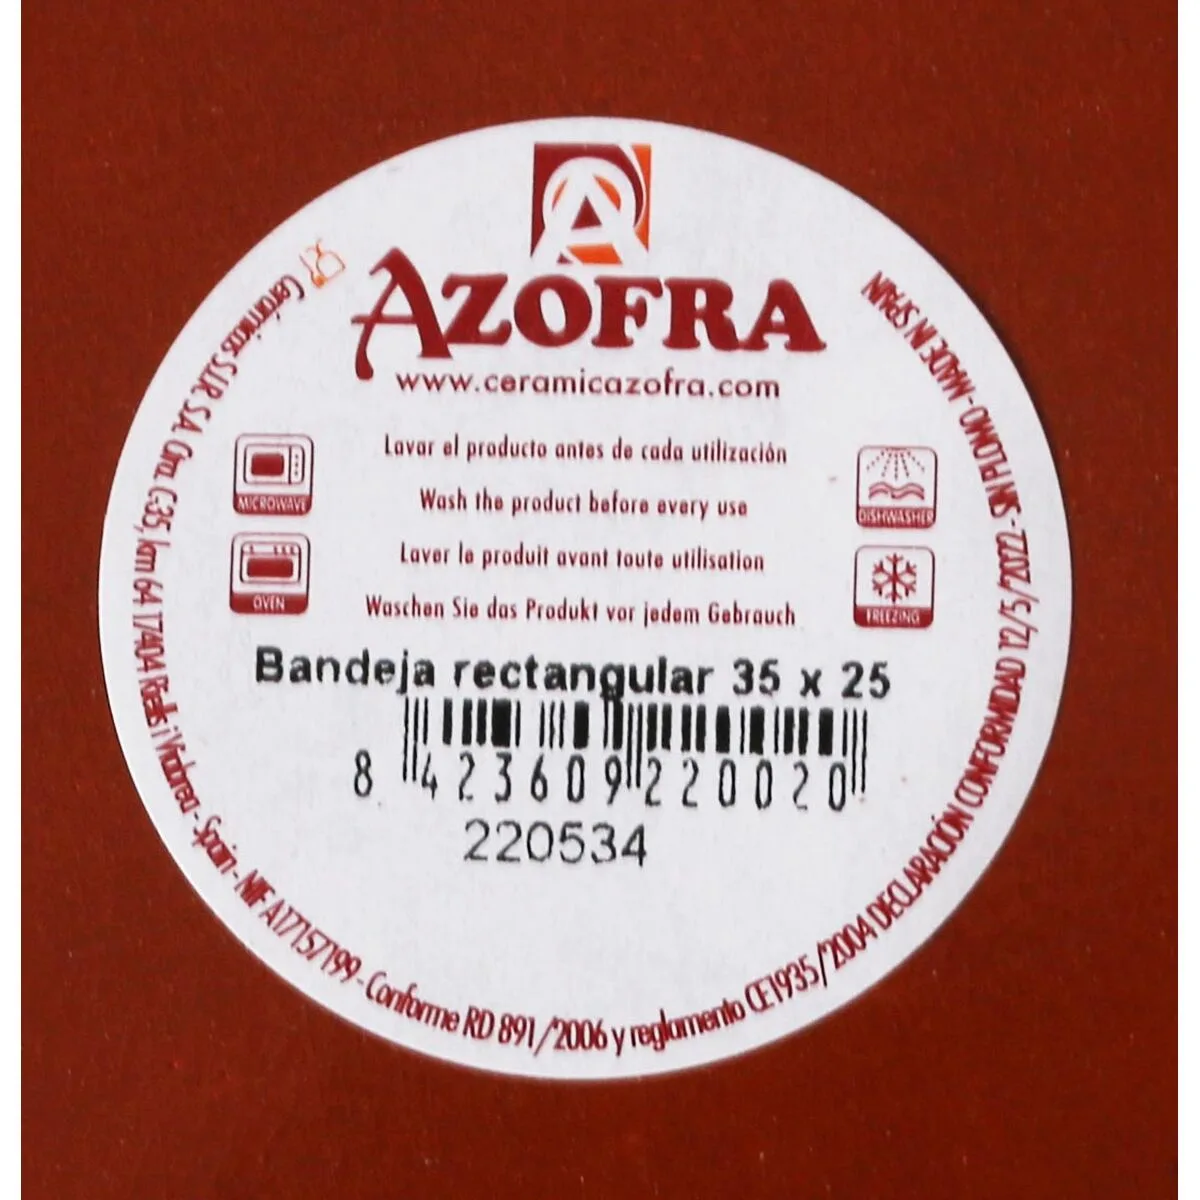 AZOFRA
www.ceramicazofra.com
Lavar el producto antes de cada utilización
Wash the product before every use
Laver le produit avant toute utilisation
Waschen Sie das Produkt vor jedem Gebrauch
MICROWAVE
OVEN
DISHWASHER
FREEZING
Bandeja rectangular 35 x 25
8 423609 220020
220534
Cerámicas S.I.R. S.A. Ctra. C-35, km 64 17404 Riells i Viabrea - Spain - NIF A17157199 - Conforme RD 891/2006 y reglamento CE1935/2004 DECLARACIÓN CONFORMIDAD 12/5/2022 - SIN PLOMO - MADE IN SPAIN